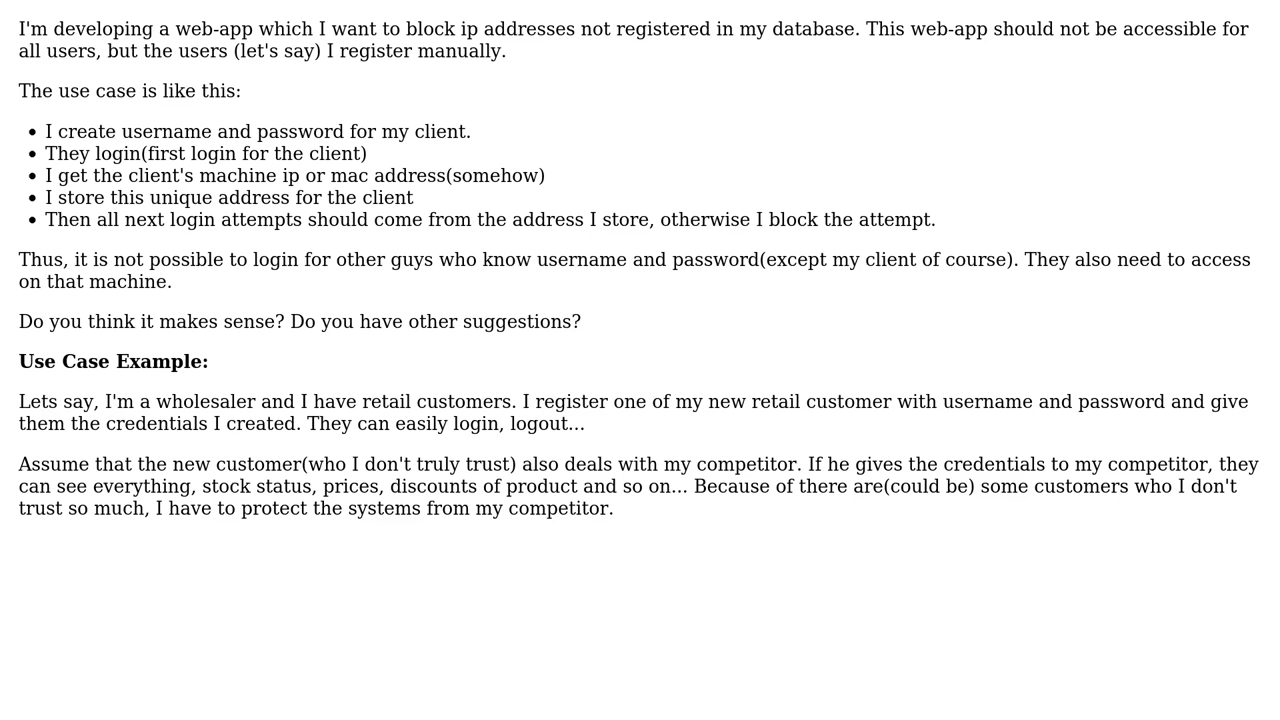 I'm developing a web-app which I want to block ip addresses not registered in my database. This web-app should not be accessible for
all users, but the users (let's say) I register manually.
The use case is like this:
• I create username and password for my client.
• They login(first login for the client)
• I get the client's machine ip or mac address(somehow)
• I store this unique address for the client
• Then all next login attempts should come from the address I store, otherwise I block the attempt.
Thus, it is not possible to login for other guys who know username and password(except my client of course). They also need to access
on that machine.
Do you think it makes sense? Do you have other suggestions?
Use Case Example:
Lets say, I'm a wholesaler and I have retail customers. I register one of my new retail customer with username and password and give
them the credentials I created. They can easily login, logout...
Assume that the new customer(who I don't truly trust) also deals with my competitor. If he gives the credentials to my competitor, they
can see everything, stock status, prices, discounts of product and so on... Because of there are(could be) some customers who I don't
trust so much, I have to protect the systems from my competitor.